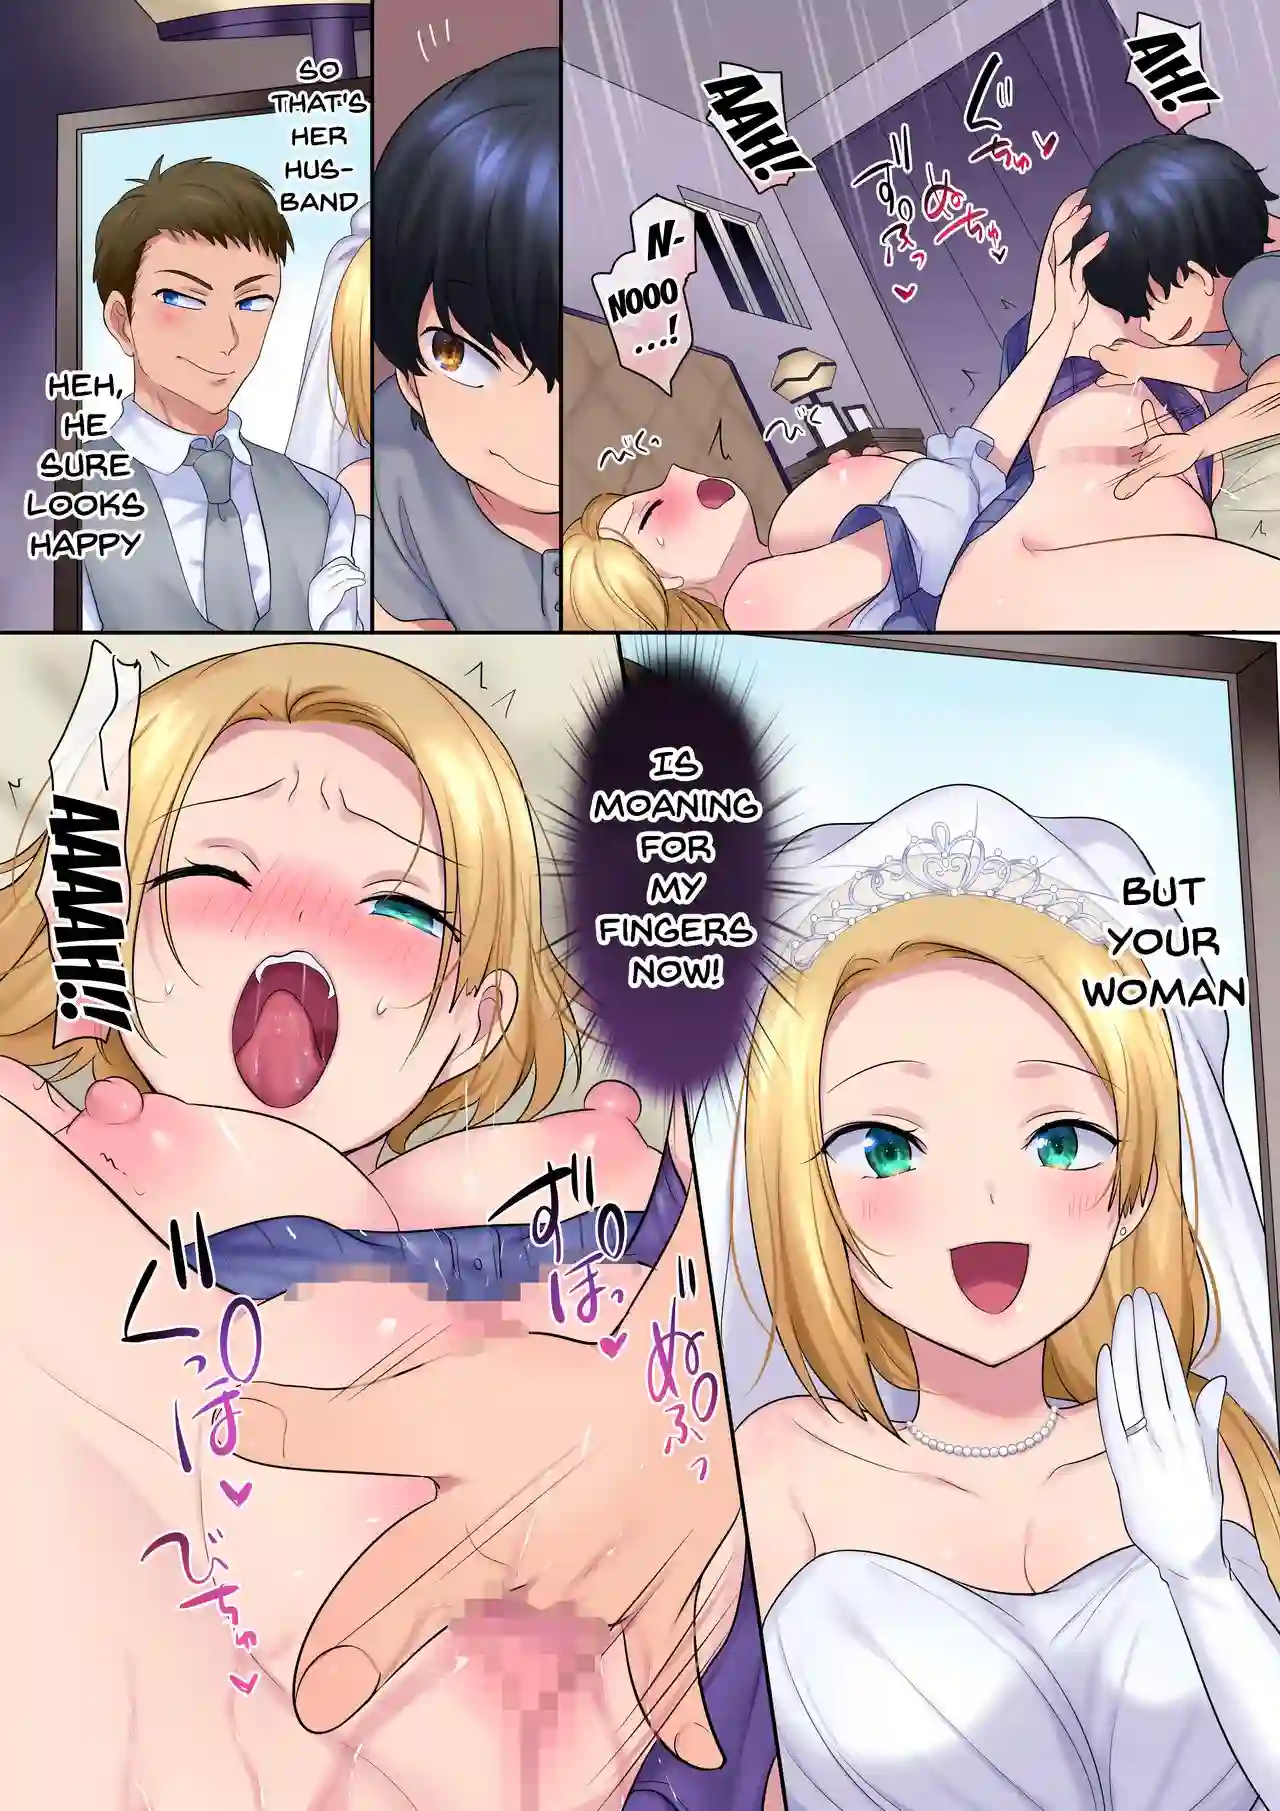 AH!
AAH!
ぐちゅ♥
ぬちゅ♥
ずぷっ♥
N-
NOOO
...!
びくっ
びく
SO
THAT'S
HER
HUS-
BAND
HEH,
HE
SURE
LOOKS
HAPPY
BUT
YOUR
WOMAN
IS
MOANING
FOR
MY
FINGERS
NOW!
AAAH!!
ずぽっ♥
ぬぷっ
ぐっぽ♥
びちゅ♥